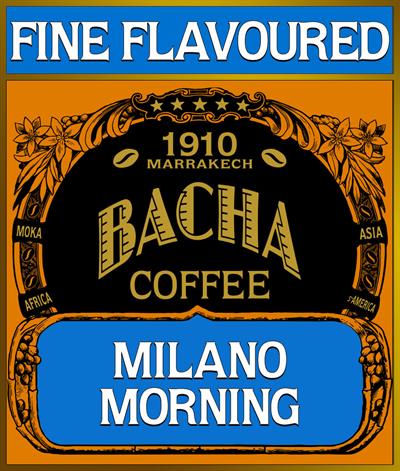 FINE FLAVOURED
1910
MARRAKECH
BACHA
COFFEE
MOKA
ASIA
AFRICA
S-AMERICA
MILANO
MORNING